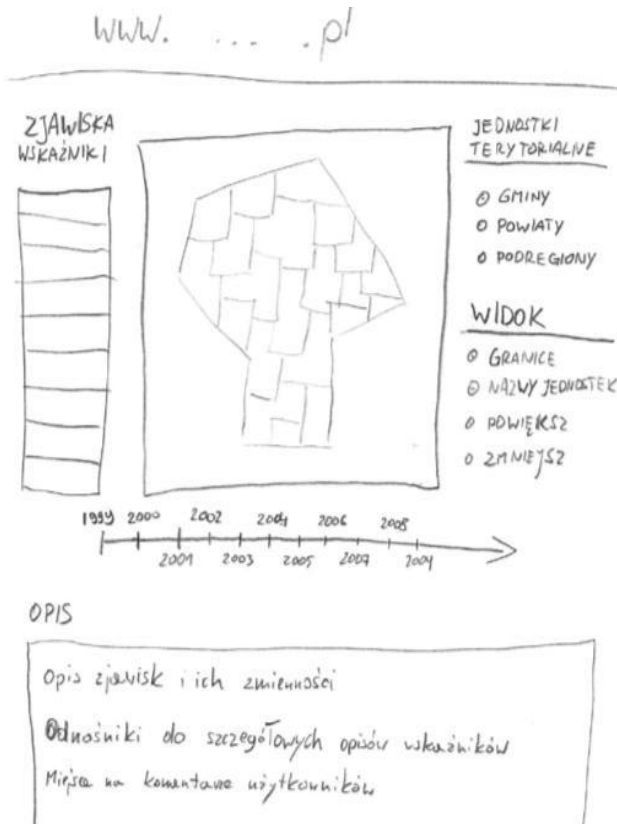 www. ... .pl
ZJAWISKA
WSKAŹNIKI
JEDNOSTKI
TERYTORIALNE
GMINY
POWIATY
PODREGIONY
WIDOK
GRANICE
NAZWY JEDNOSTEK
POWIĘKSZ
ZMNIEJSZ
1999 2000 2002 2004 2006 2008
2001 2003 2005 2007 2009
OPIS
Opis zjawisk i ich zmienności
Odnośniki do szczegółowych opisów wskaźników
Miejsce na komentarze użytkowników